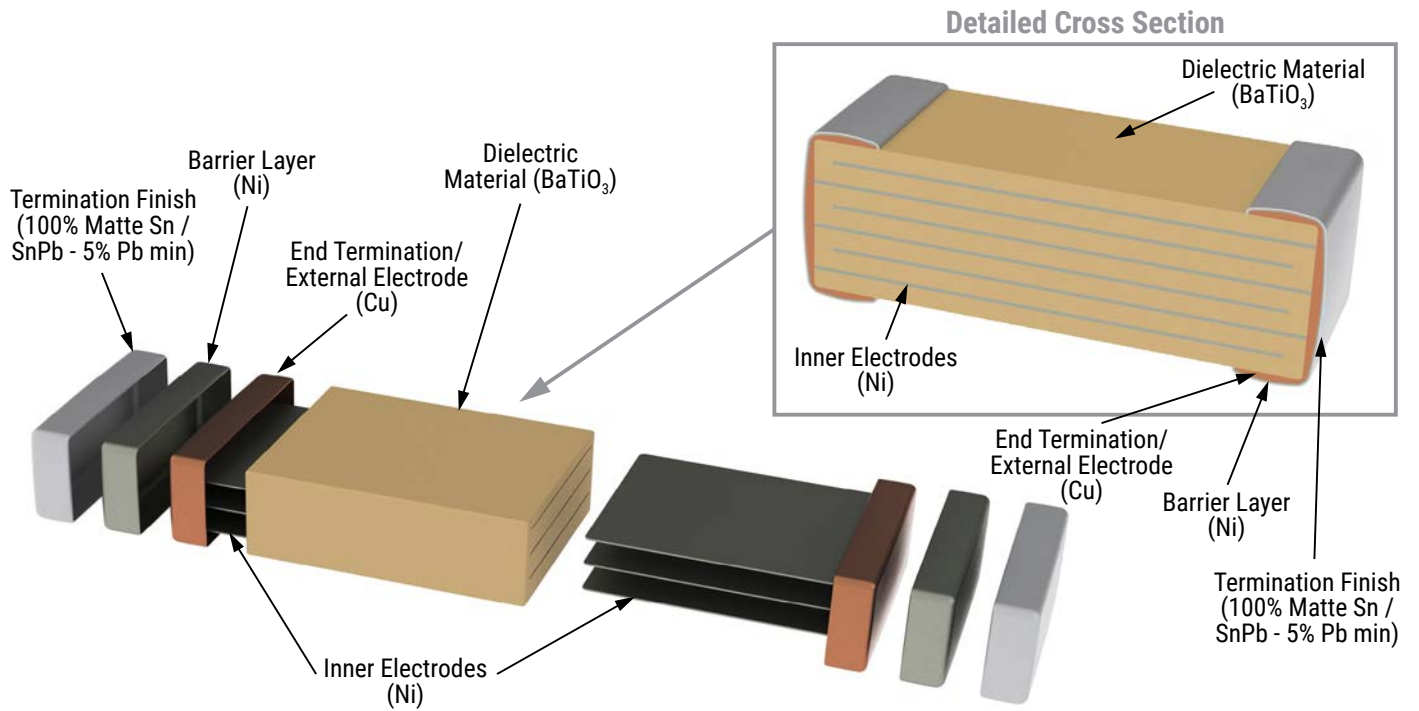 Detailed Cross Section
Dielectric Material
(BaTiO₃)
Inner Electrodes
(Ni)
End Termination/
External Electrode
(Cu)
Barrier Layer
(Ni)
Termination Finish
(100% Matte Sn /
SnPb - 5% Pb min)
Termination Finish
(100% Matte Sn /
SnPb - 5% Pb min)
Barrier Layer
(Ni)
End Termination/
External Electrode
(Cu)
Dielectric
Material (BaTiO₃)
Inner Electrodes
(Ni)